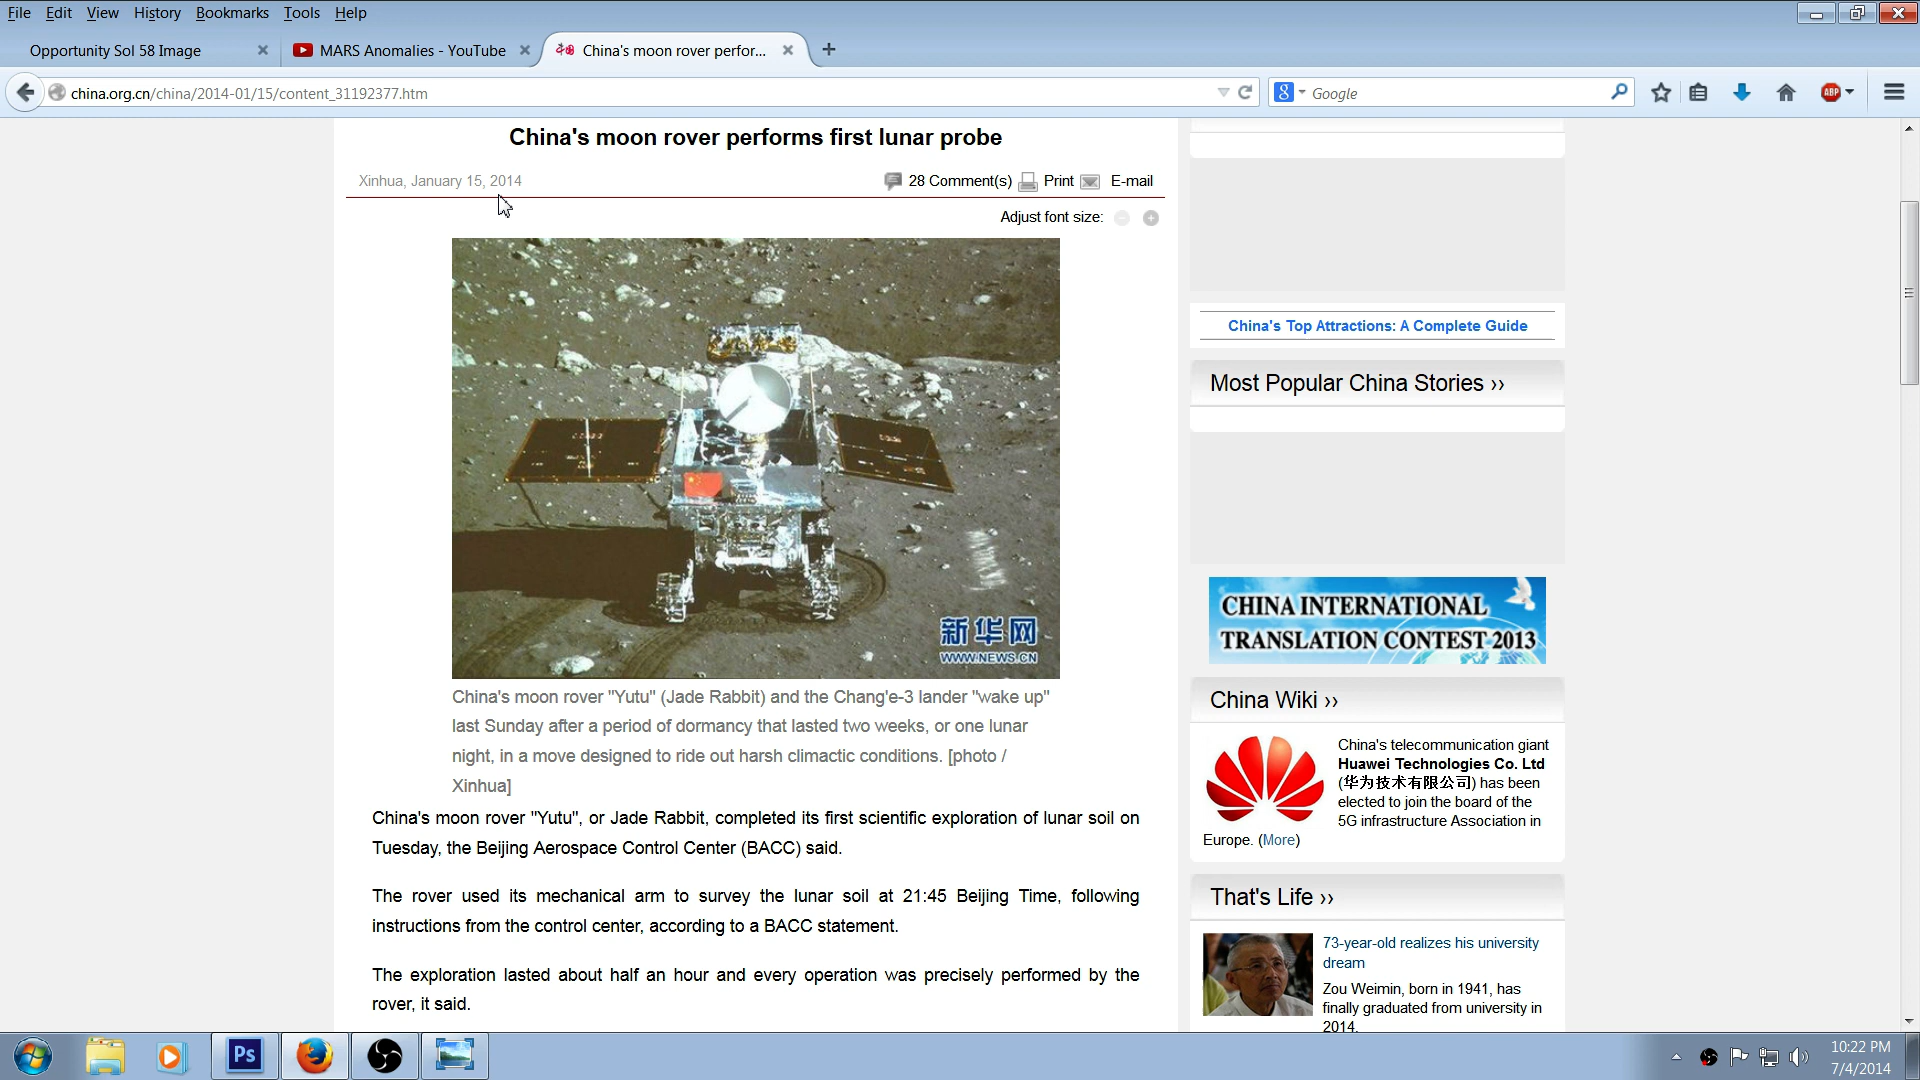 File Edit View History Bookmarks Tools Help
Opportunity Sol 58 Image
MARS Anomalies - YouTube
China's moon rover perfor...
china.org.cn/china/2014-01/15/content_31192377.htm
8 Google
ABP
China's moon rover performs first lunar probe
Xinhua, January 15, 2014
28 Comment(s) Print E-mail
Adjust font size:
新华网
WWW.NEWS.CN
China's moon rover "Yutu" (Jade Rabbit) and the Chang'e-3 lander "wake up"
last Sunday after a period of dormancy that lasted two weeks, or one lunar
night, in a move designed to ride out harsh climactic conditions. [photo /
Xinhua]
China's moon rover "Yutu", or Jade Rabbit, completed its first scientific exploration of lunar soil on
Tuesday, the Beijing Aerospace Control Center (BACC) said.
The rover used its mechanical arm to survey the lunar soil at 21:45 Beijing Time, following
instructions from the control center, according to a BACC statement.
The exploration lasted about half an hour and every operation was precisely performed by the
rover, it said.
China's Top Attractions: A Complete Guide
Most Popular China Stories ››
CHINA INTERNATIONAL
TRANSLATION CONTEST 2013
China Wiki ››
China's telecommunication giant
Huawei Technologies Co. Ltd
(华为技术有限公司) has been
elected to join the board of the
5G infrastructure Association in
Europe. (More)
That's Life ››
73-year-old realizes his university
dream
Zou Weimin, born in 1941, has
finally graduated from university in
2014.
Ps
10:22 PM
7/4/2014